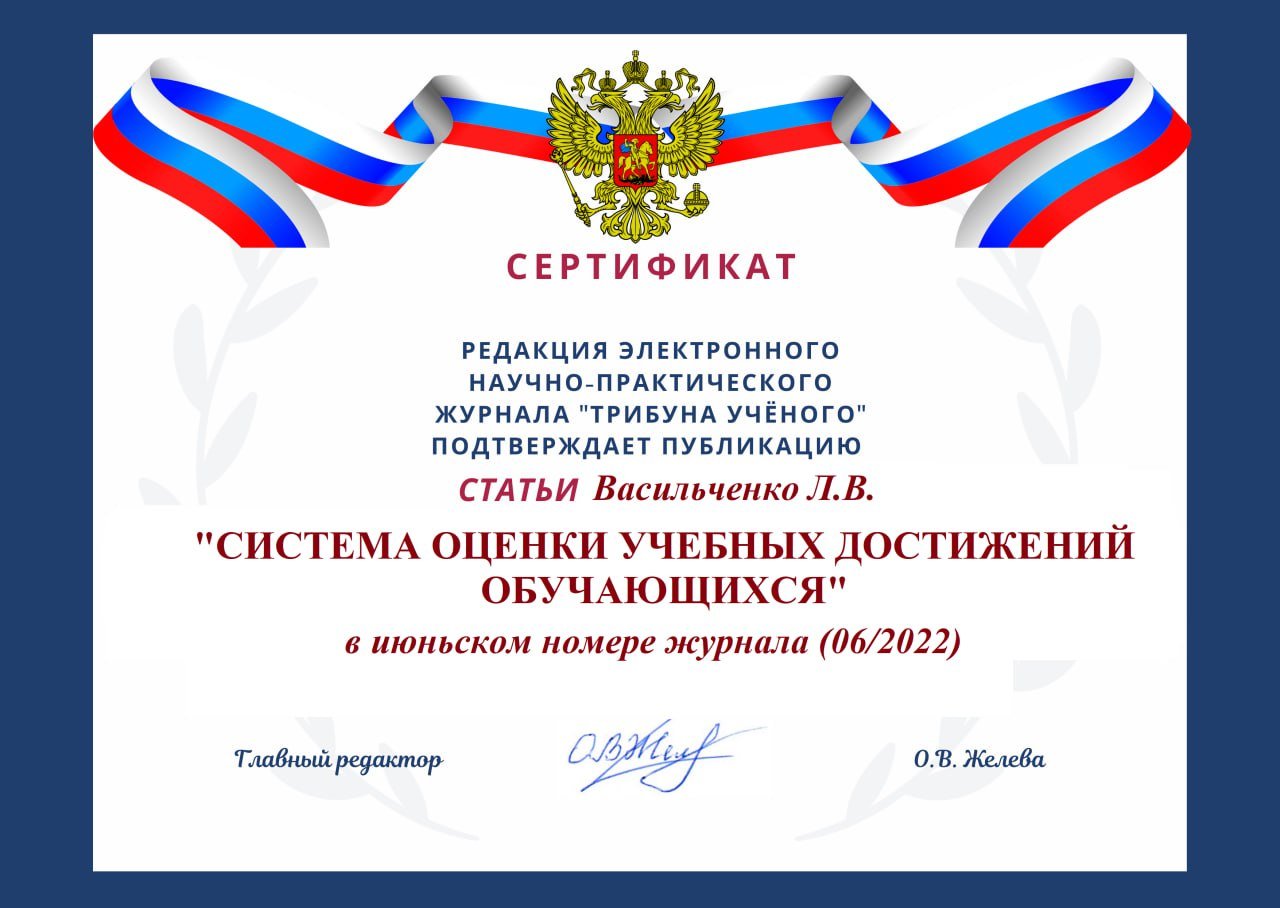 СЕРТИФИКАТ
РЕДАКЦИЯ ЭЛЕКТРОННОГО
НАУЧНО-ПРАКТИЧЕСКОГО
ЖУРНАЛА "ТРИБУНА УЧЁНОГО"
ПОДТВЕРЖДАЕТ ПУБЛИКАЦИЮ
СТАТЬИ Васильченко Л.В.
"СИСТЕМА ОЦЕНКИ УЧЕБНЫХ ДОСТИЖЕНИЙ
ОБУЧАЮЩИХСЯ"
в июньском номере журнала (06/2022)
Главный редактор О.В. Желева